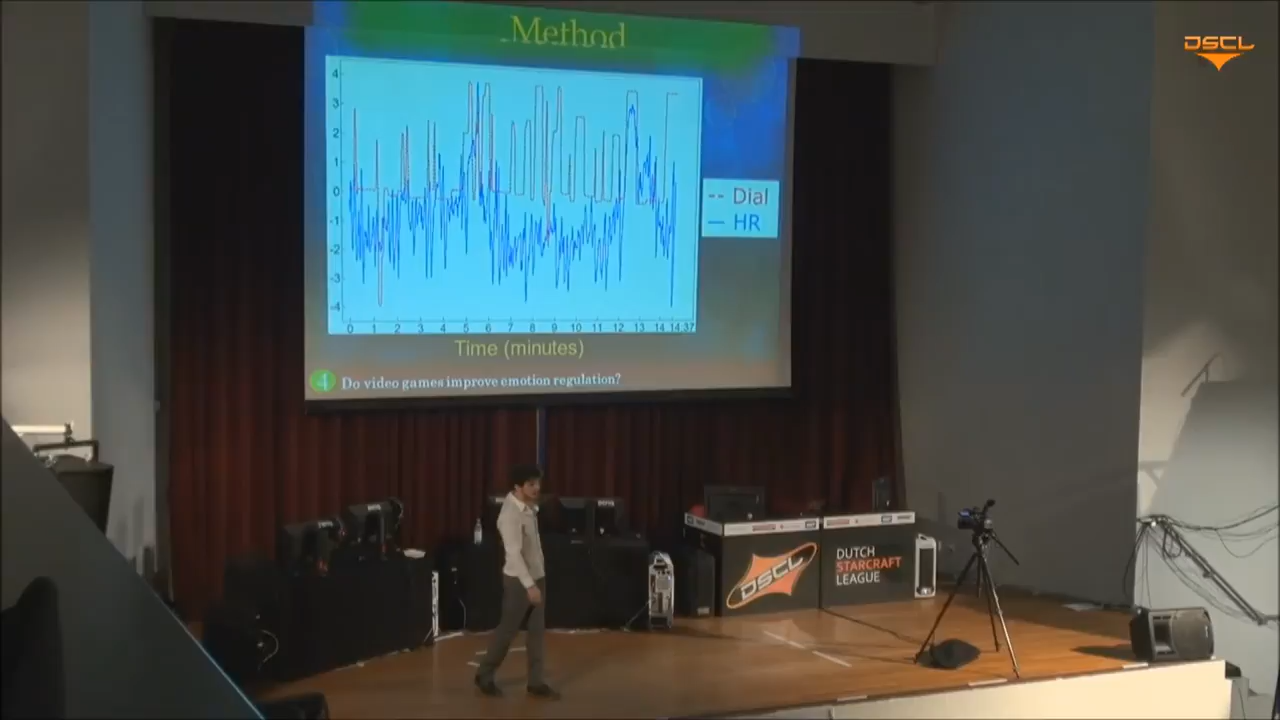 Method
DSCL
4
3
2
1
0
-1
-2
-3
-4
-- Dial
— HR
0 1 2 3 4 5 6 7 8 9 10 11 12 13 14 14.37
Time (minutes)
4 Do video games improve emotion regulation?
DSCL
DUTCH
STARCRAFT
LEAGUE